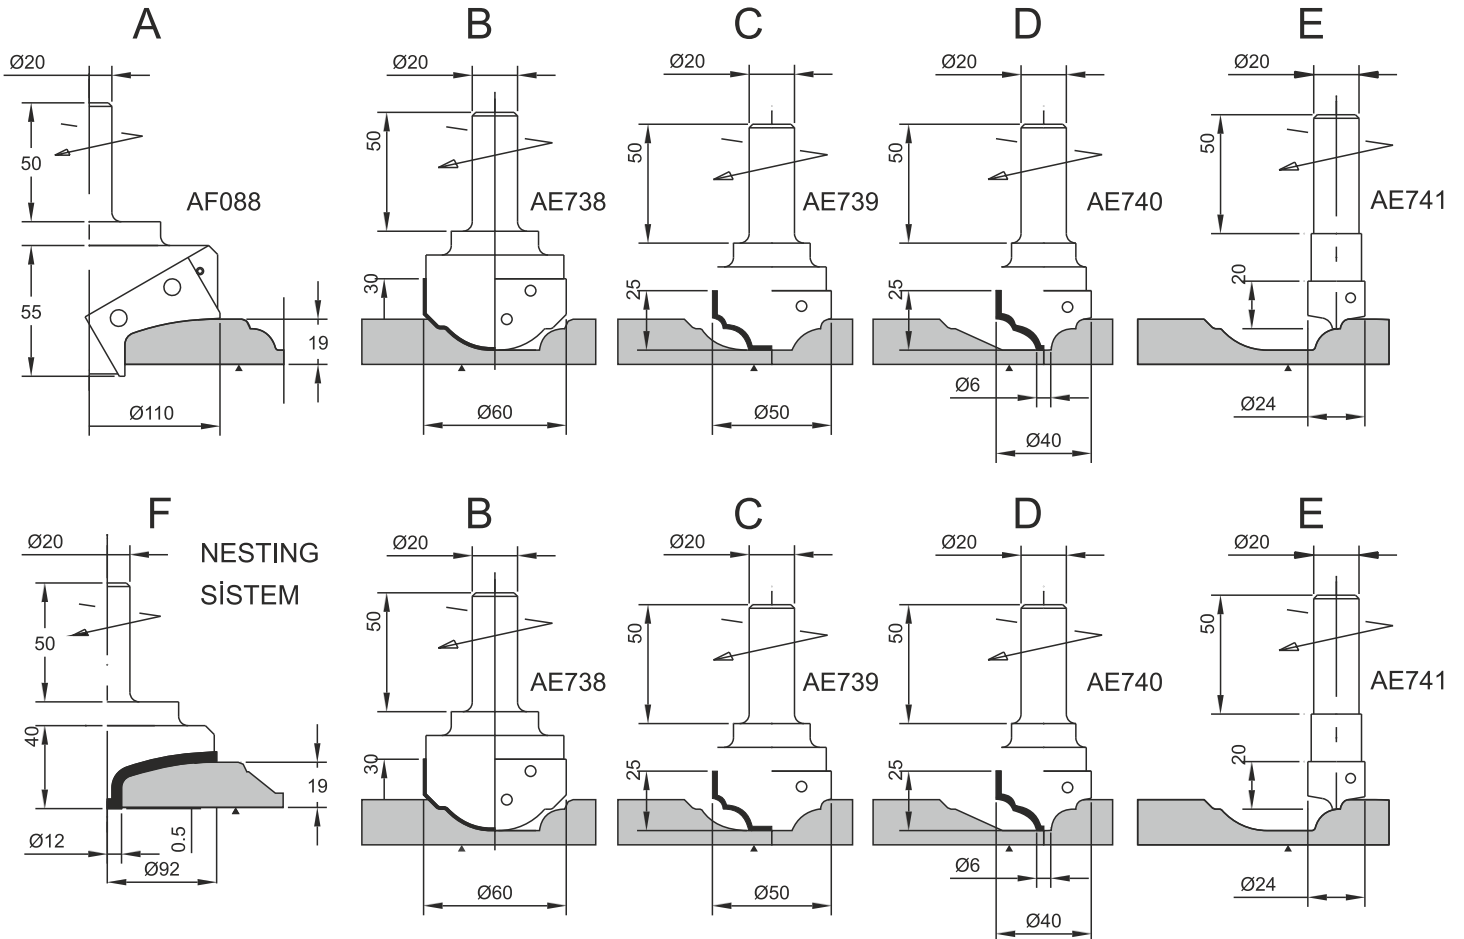 A B C D E
Ø20 Ø20 Ø20 Ø20 Ø20
50 50 50 50 50
AF088 AE738 AE739 AE740 AE741
55 30 25 25 20
19
Ø6
Ø110 Ø60 Ø50 Ø24
Ø40
F B C D E
Ø20 Ø20 Ø20 Ø20 Ø20
NESTING
SİSTEM
50 50 50 50 50
AE738 AE739 AE740 AE741
40 30 25 25 20
19
Ø12 0.5
Ø92 Ø6
Ø60 Ø50 Ø24
Ø40